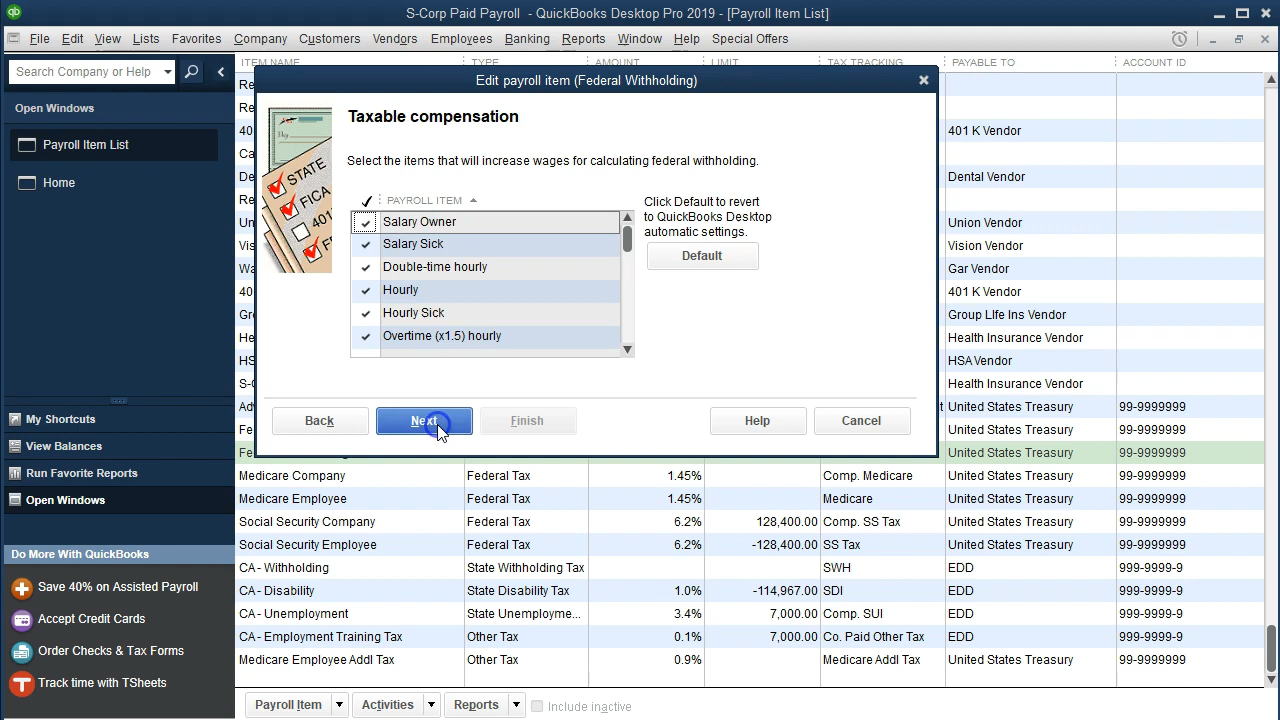 S-Corp Paid Payroll - QuickBooks Desktop Pro 2019 - [Payroll Item List]
File Edit View Lists Favorites Company Customers Vendors Employees Banking Reports Window Help Special Offers
Search Company or Help
Open Windows
Payroll Item List
Home
My Shortcuts
View Balances
Run Favorite Reports
Open Windows
Do More With QuickBooks
Save 40% on Assisted Payroll
Accept Credit Cards
Order Checks & Tax Forms
Track time with TSheets
ITEM NAME TYPE AMOUNT LIMIT TAX TRACKING PAYABLE TO ACCOUNT ID
Edit payroll item (Federal Withholding)
Taxable compensation
Select the items that will increase wages for calculating federal withholding.
STATE
FICA
401
PAYROLL ITEM
Salary Owner
Salary Sick
Double-time hourly
Hourly
Hourly Sick
Overtime (x1.5) hourly
Click Default to revert
to QuickBooks Desktop
automatic settings.
Default
Back Next Finish Help Cancel
401 K Vendor
Dental Vendor
Union Vendor
Vision Vendor
Gar Vendor
401 K Vendor
Group LIfe Ins Vendor
Health Insurance Vendor
HSA Vendor
Health Insurance Vendor
United States Treasury 99-9999999
United States Treasury 99-9999999
United States Treasury 99-9999999
Medicare Company Federal Tax 1.45% Comp. Medicare United States Treasury 99-9999999
Medicare Employee Federal Tax 1.45% Medicare United States Treasury 99-9999999
Social Security Company Federal Tax 6.2% 128,400.00 Comp. SS Tax United States Treasury 99-9999999
Social Security Employee Federal Tax 6.2% -128,400.00 SS Tax United States Treasury 99-9999999
CA - Withholding State Withholding Tax SWH EDD 999-9999-9
CA - Disability State Disability Tax 1.0% -114,967.00 SDI EDD 999-9999-9
CA - Unemployment State Unemployme... 3.4% 7,000.00 Comp. SUI EDD 999-9999-9
CA - Employment Training Tax Other Tax 0.1% 7,000.00 Co. Paid Other Tax EDD 999-9999-9
Medicare Employee Addl Tax Other Tax 0.9% Medicare Addl Tax United States Treasury 99-9999999
Payroll Item Activities Reports Include inactive